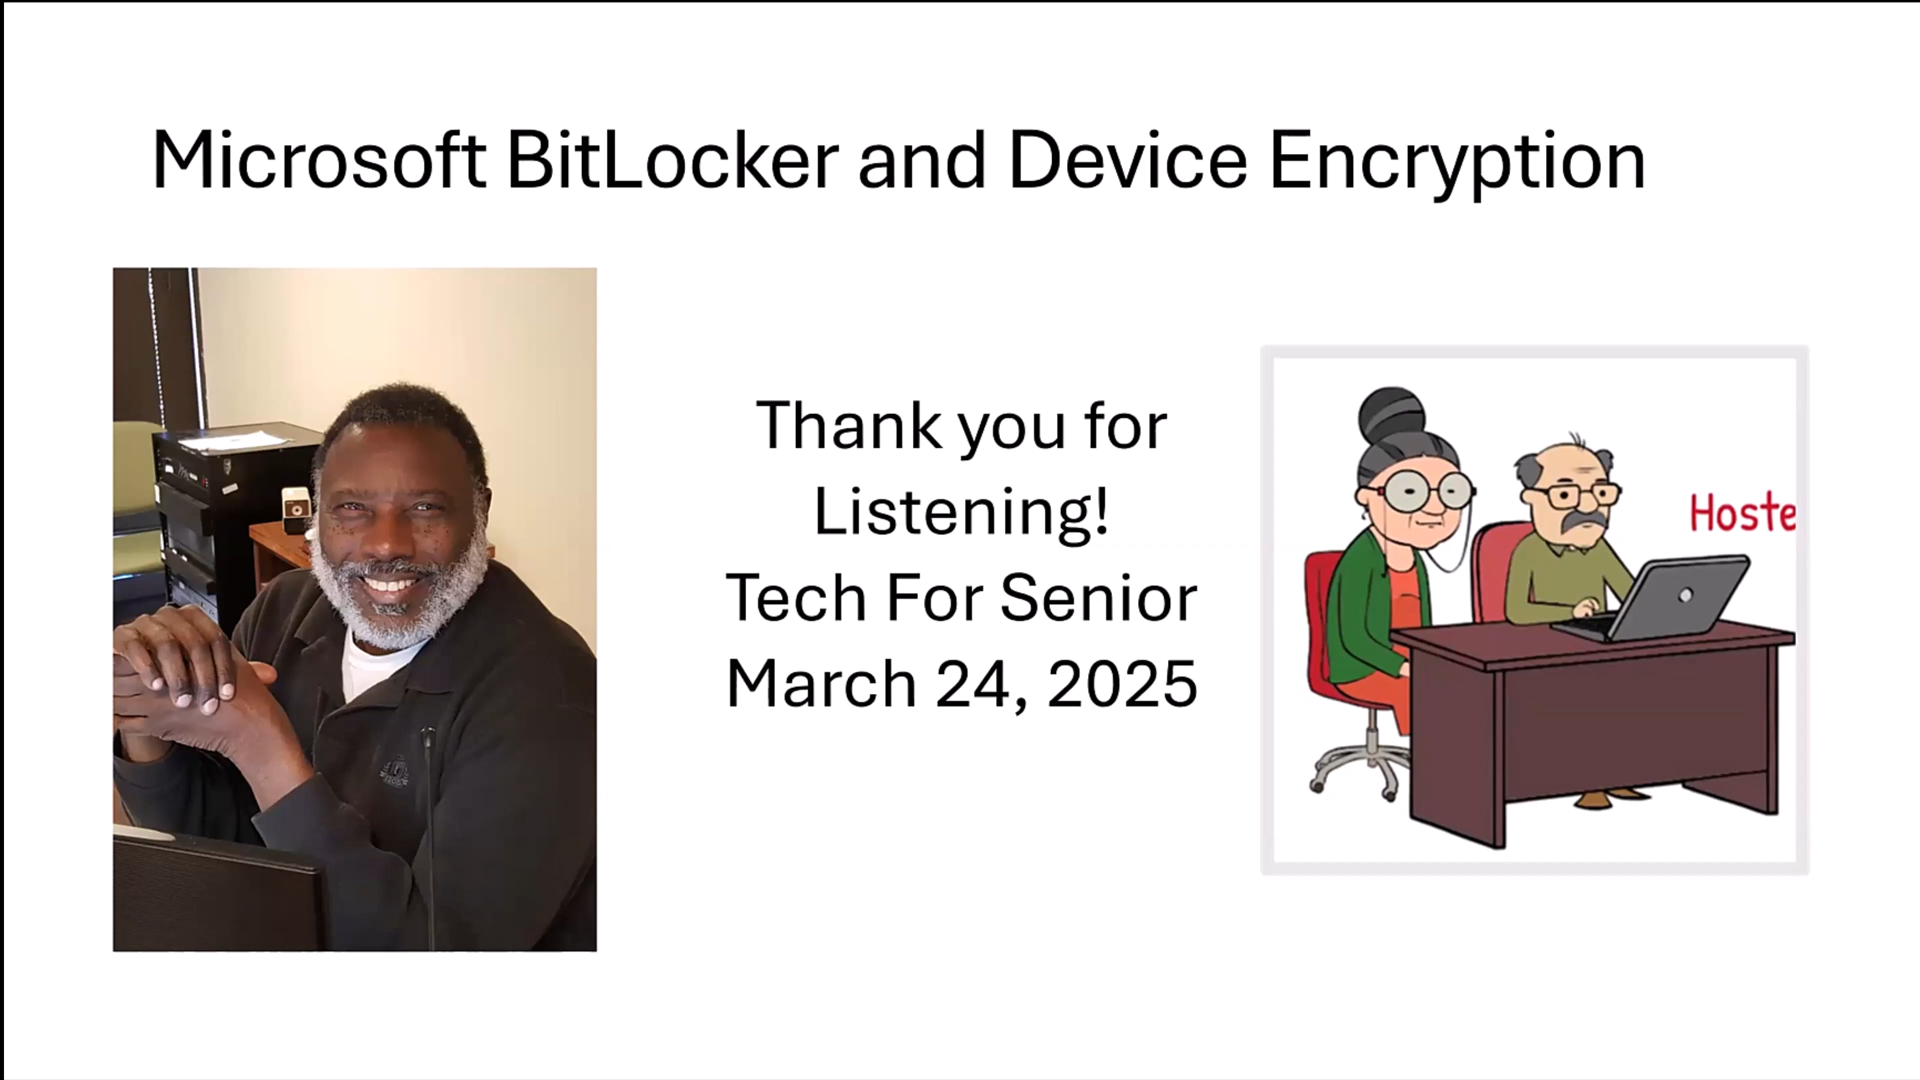 Microsoft BitLocker and Device Encryption
Thank you for
Listening!
Tech For Senior
March 24, 2025
Hoste